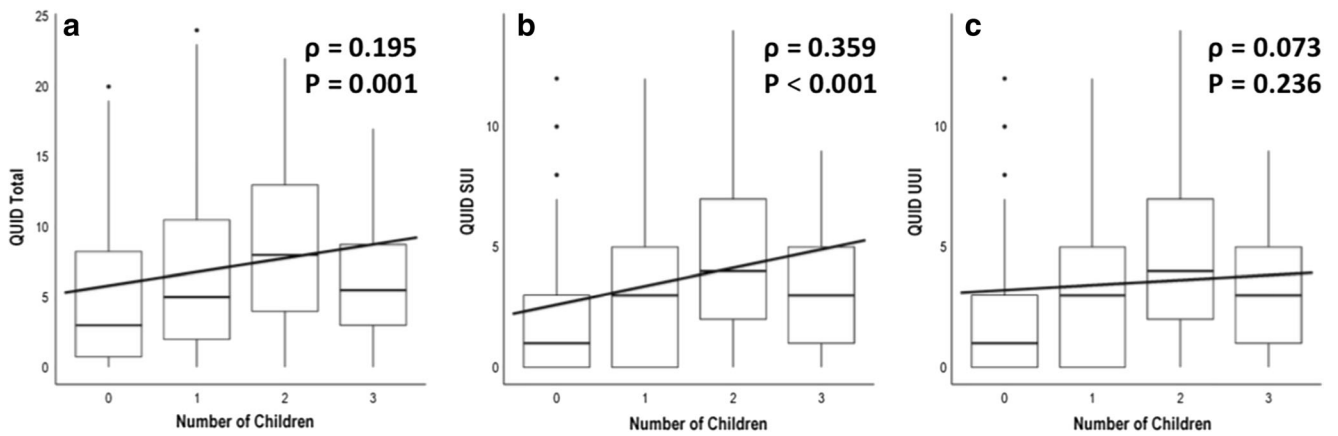 a
ρ = 0.195
P = 0.001
25
20
15
10
5
0
QUID Total
0 1 2 3
Number of Children
b
ρ = 0.359
P < 0.001
10
5
0
QUID SUI
0 1 2 3
Number of Children
c
ρ = 0.073
P = 0.236
10
5
0
QUID UUI
0 1 2 3
Number of Children